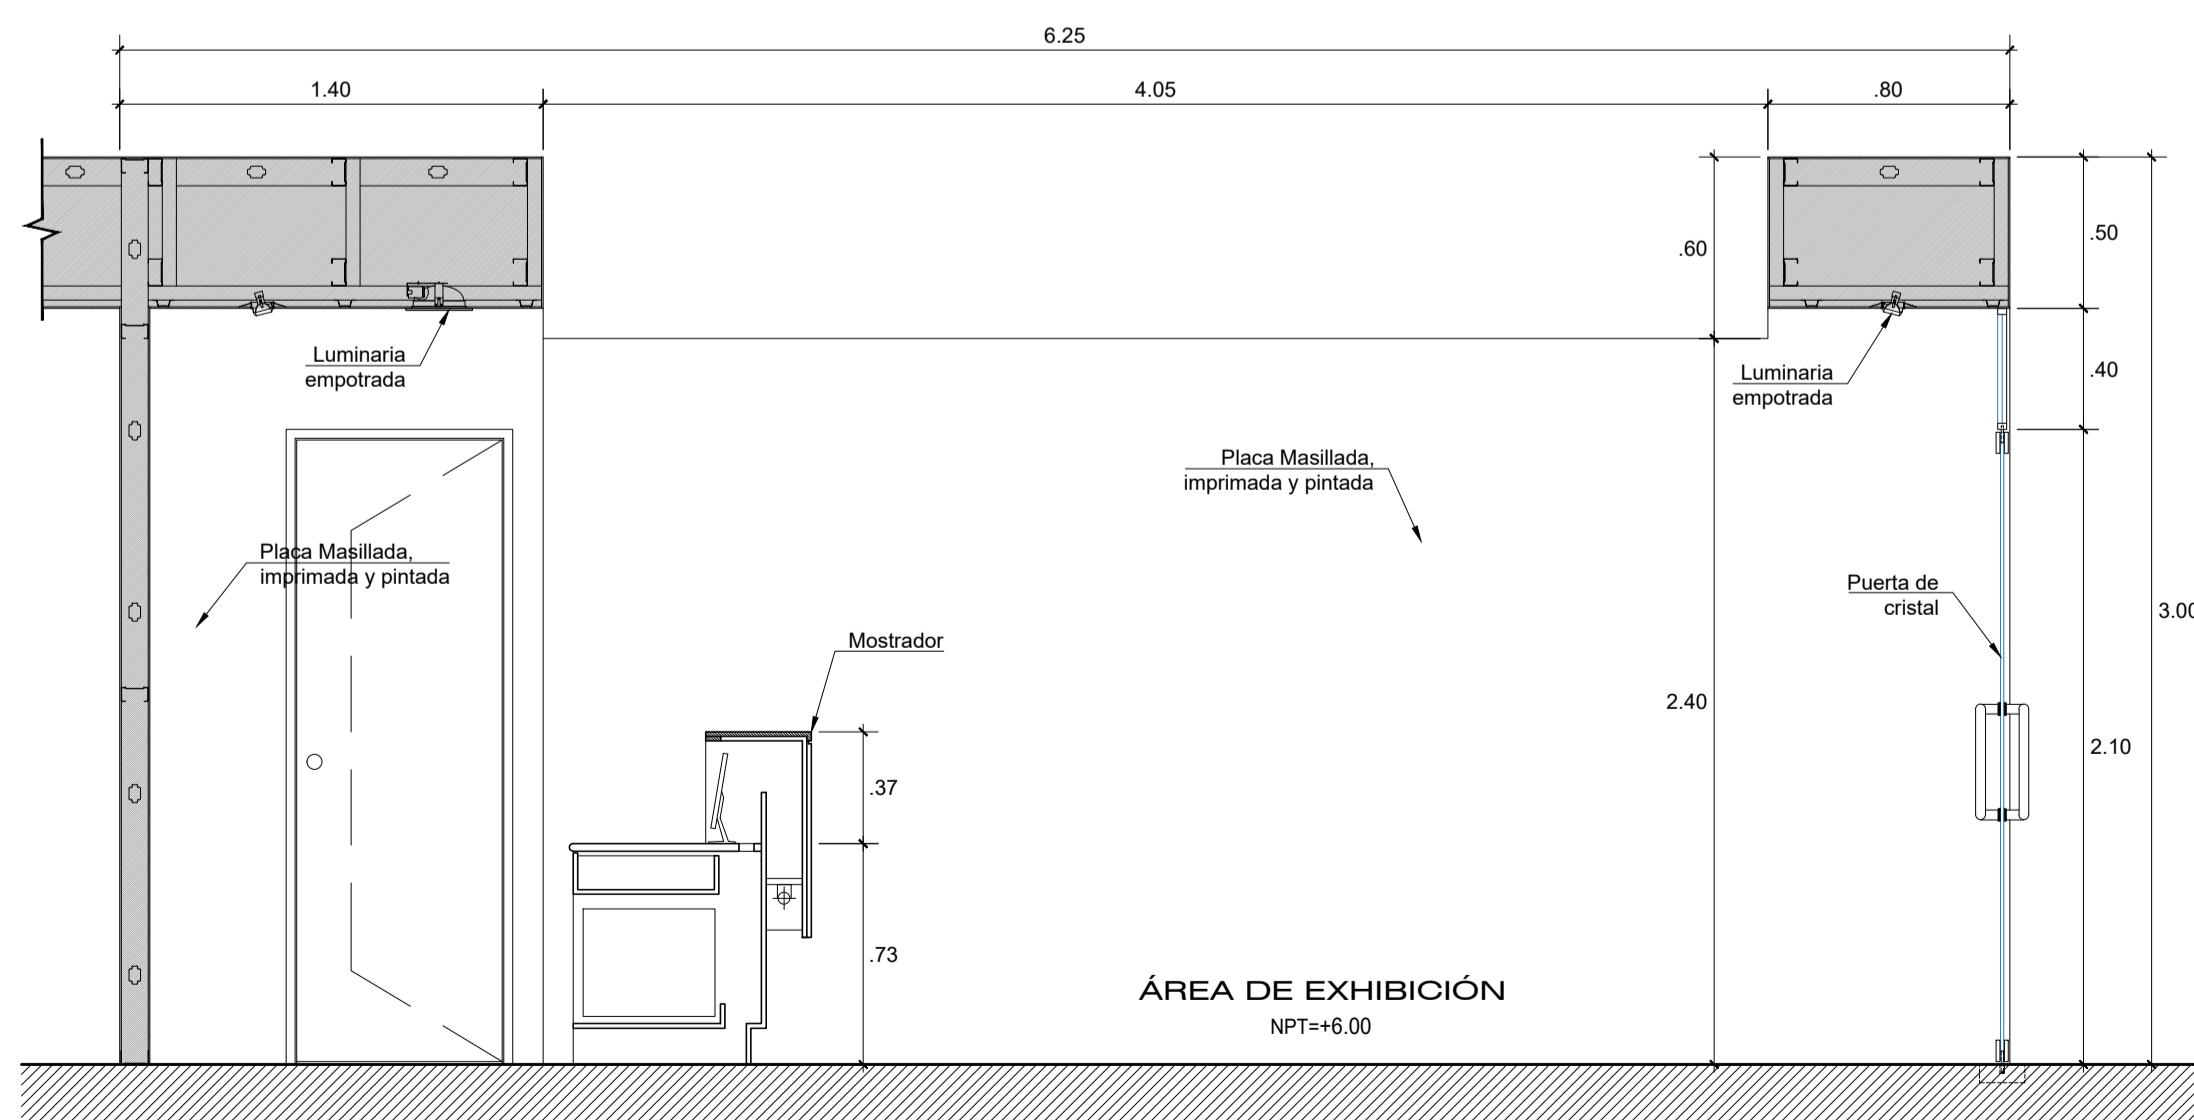 6.25
1.40
4.05
.80
.60
.50
Luminaria
empotrada
Luminaria
empotrada
.40
Placa Masillada,
imprimada y pintada
Placa Masillada,
imprimada y pintada
Puerta de
cristal
3.00
Mostrador
2.40
2.10
.37
.73
ÁREA DE EXHIBICIÓN
NPT=+6.00